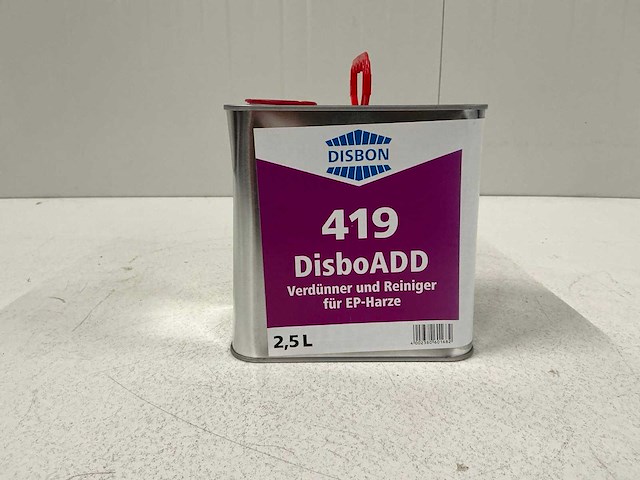 DISBON
419
DisboADD
Verdünner und Reiniger
für EP-Harze
2,5 L